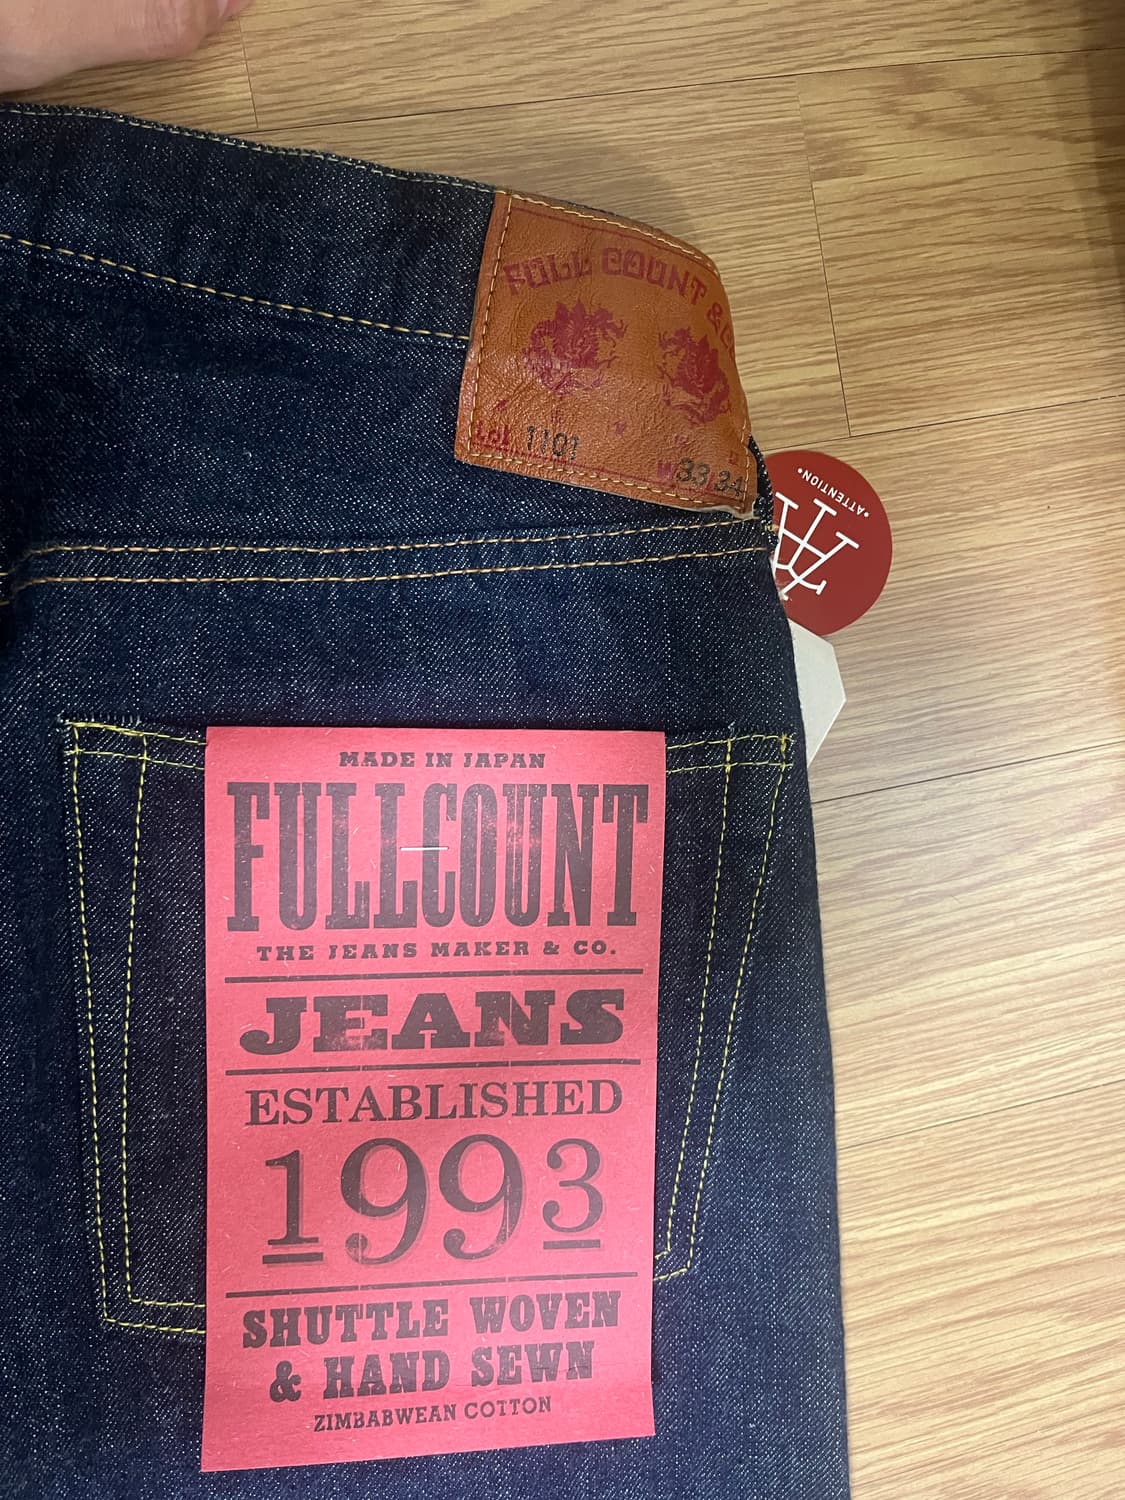 FULL COUNT &
Lot 1101
W 33 34
•ATTENTION•
MADE IN JAPAN
FULLCOUNT
THE JEANS MAKER & CO.
JEANS
ESTABLISHED
1993
SHUTTLE WOVEN
& HAND SEWN
ZIMBABWEAN COTTON